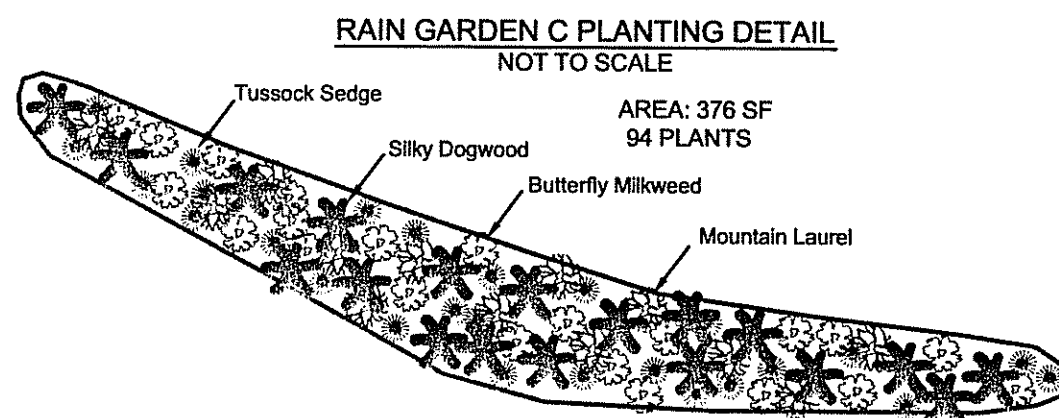 RAIN GARDEN C PLANTING DETAIL
NOT TO SCALE
AREA: 376 SF
94 PLANTS
Tussock Sedge
Silky Dogwood
Butterfly Milkweed
Mountain Laurel